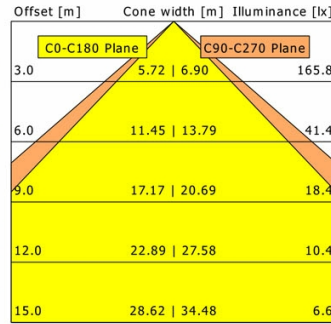 Offset [m] Cone width [m] Illuminance [lx]
C0-C180 Plane C90-C270 Plane
3.0 5.72 | 6.90 165.8
6.0 11.45 | 13.79 41.4
9.0 17.17 | 20.69 18.4
12.0 22.89 | 27.58 10.4
15.0 28.62 | 34.48 6.6